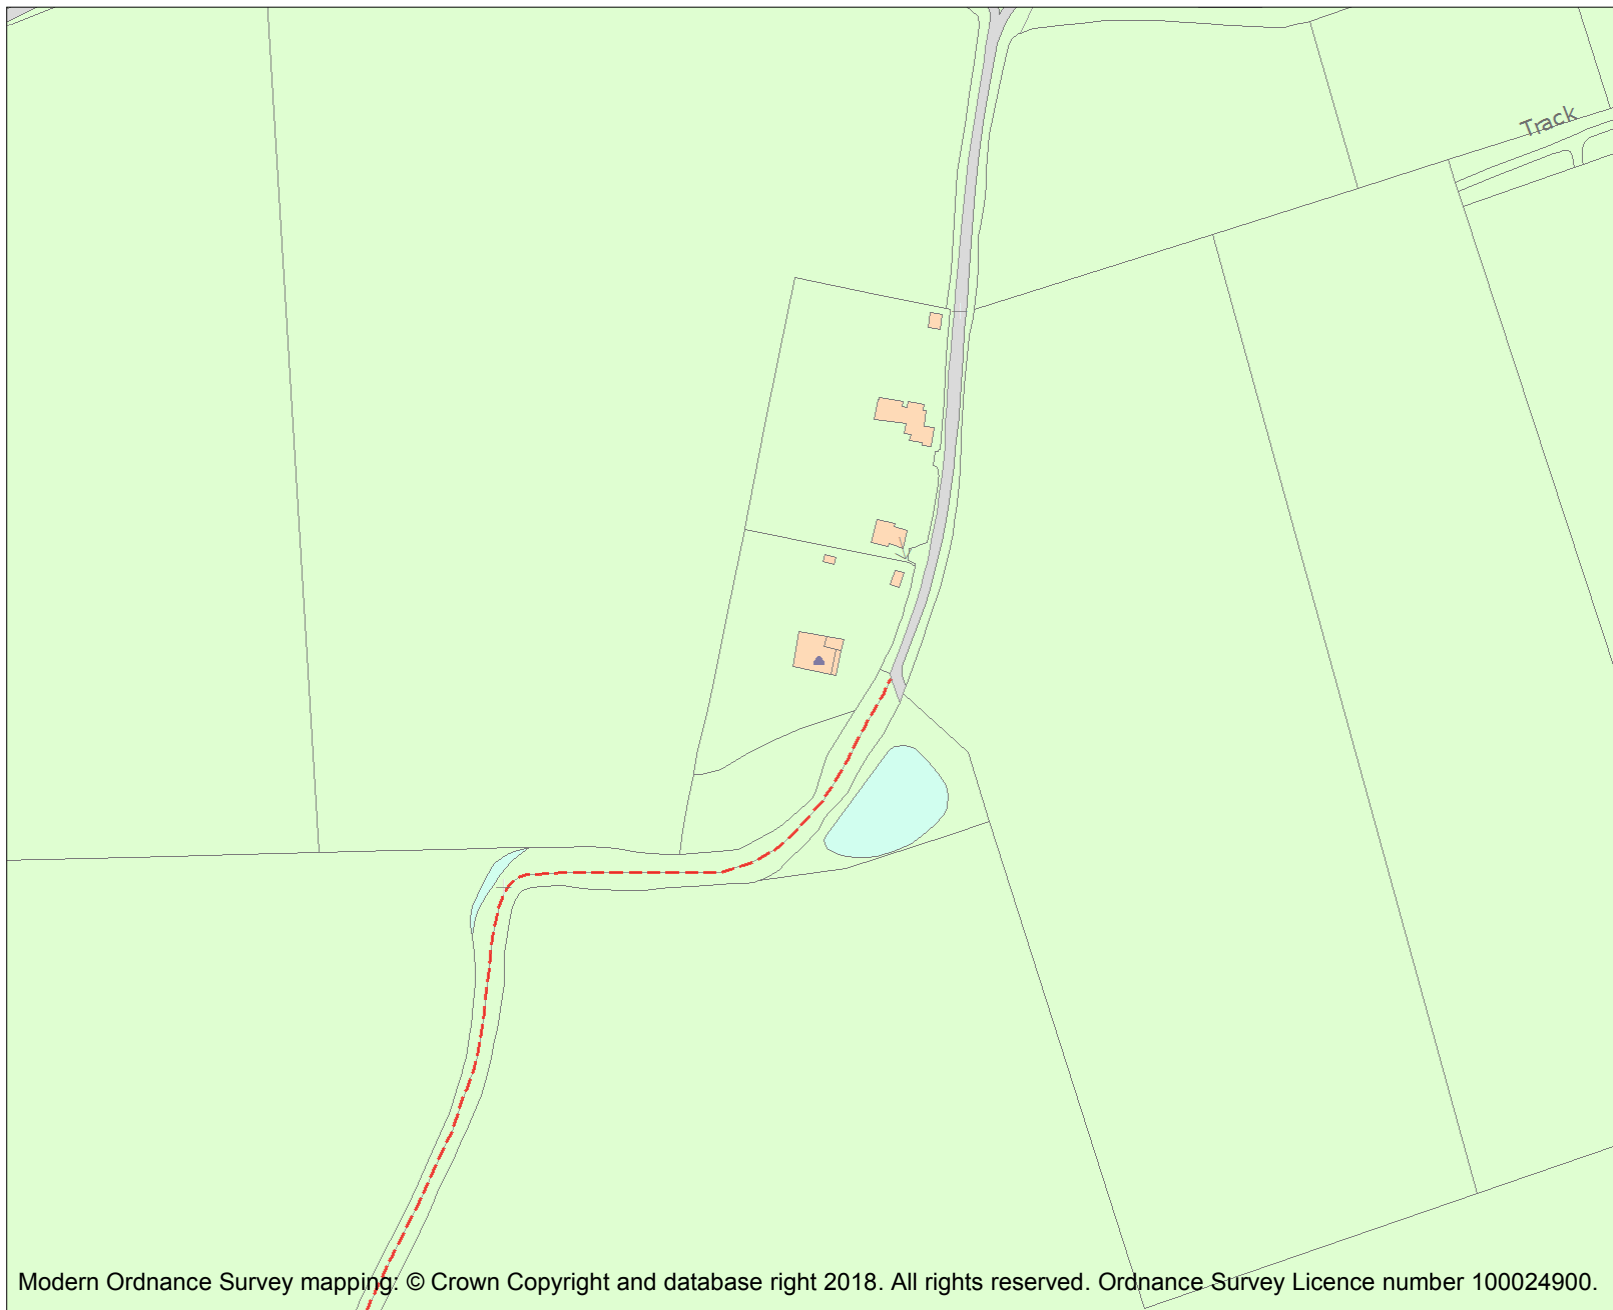 Track
Modern Ordnance Survey mapping: © Crown Copyright and database right 2018. All rights reserved. Ordnance Survey Licence number 100024900.